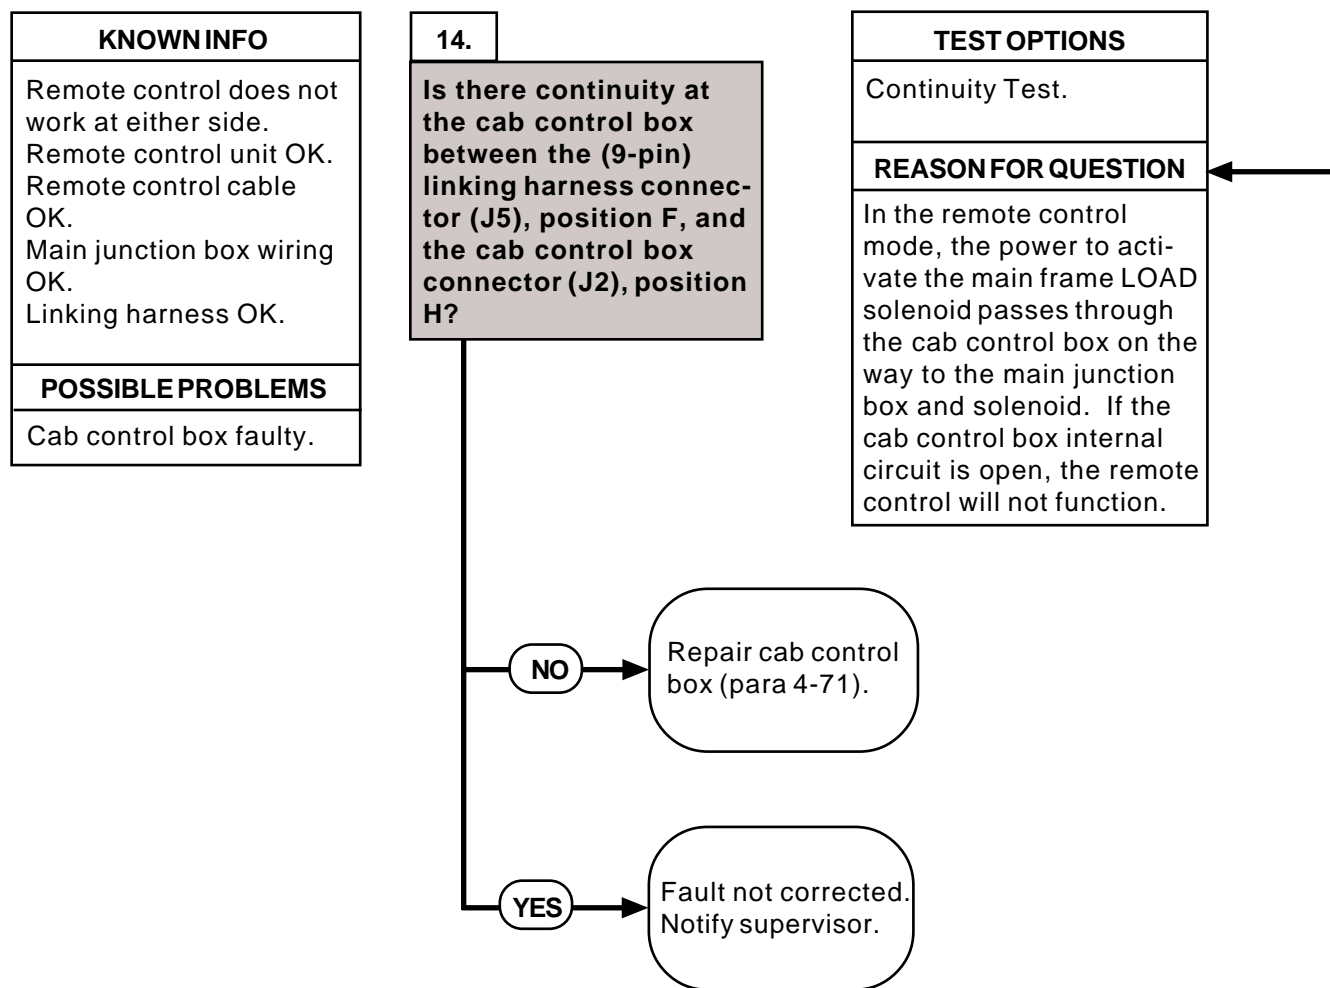 KNOWN INFO
Remote control does not
work at either side.
Remote control unit OK.
Remote control cable
OK.
Main junction box wiring
OK.
Linking harness OK.
POSSIBLE PROBLEMS
Cab control box faulty.
14.
Is there continuity at
the cab control box
between the (9-pin)
linking harness connec-
tor (J5), position F, and
the cab control box
connector (J2), position
H?
TEST OPTIONS
Continuity Test.
REASON FOR QUESTION
In the remote control
mode, the power to acti-
vate the main frame LOAD
solenoid passes through
the cab control box on the
way to the main junction
box and solenoid. If the
cab control box internal
circuit is open, the remote
control will not function.
NO
Repair cab control
box (para 4-71).
YES
Fault not corrected.
Notify supervisor.